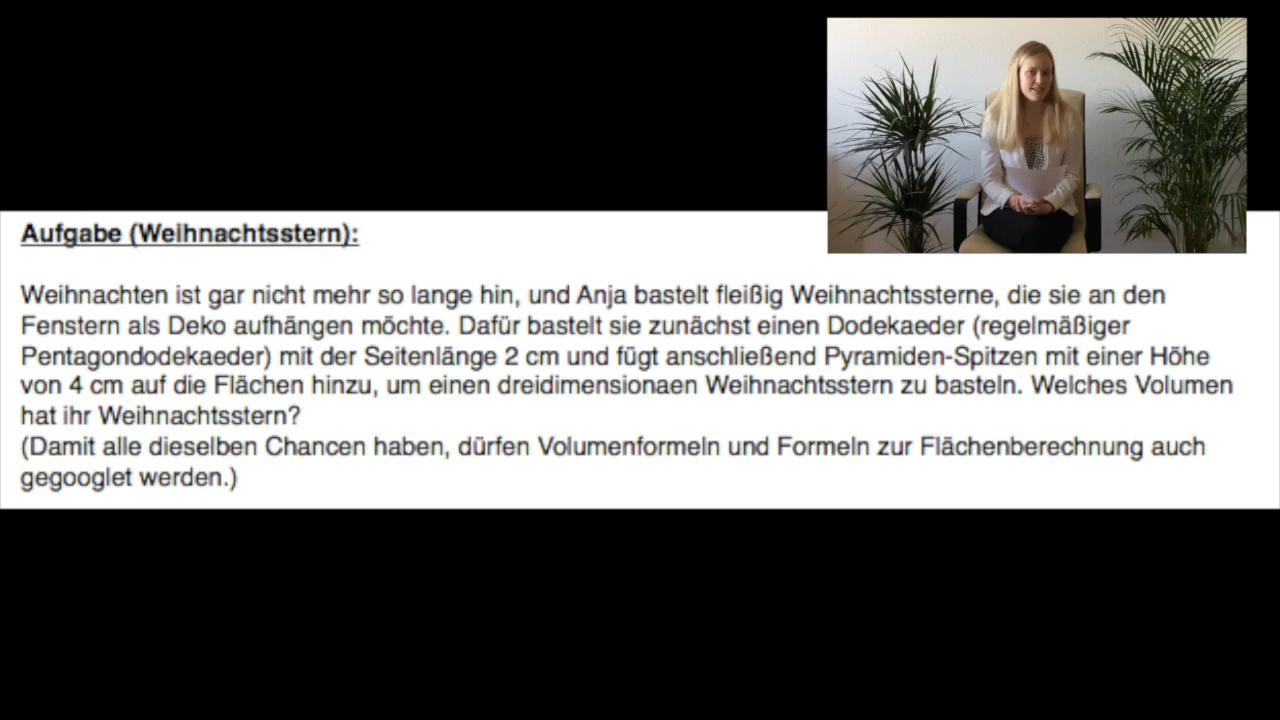 Aufgabe (Weihnachtsstern):
Weihnachten ist gar nicht mehr so lange hin, und Anja bastelt fleißig Weihnachtssterne, die sie an den
Fenstern als Deko aufhängen möchte. Dafür bastelt sie zunächst einen Dodekaeder (regelmäßiger
Pentagondodekaeder) mit der Seitenlänge 2 cm und fügt anschließend Pyramiden-Spitzen mit einer Höhe
von 4 cm auf die Flächen hinzu, um einen dreidimensionaen Weihnachtsstern zu basteln. Welches Volumen
hat ihr Weihnachtsstern?
(Damit alle dieselben Chancen haben, dürfen Volumenformeln und Formeln zur Flächenberechnung auch
gegooglet werden.)